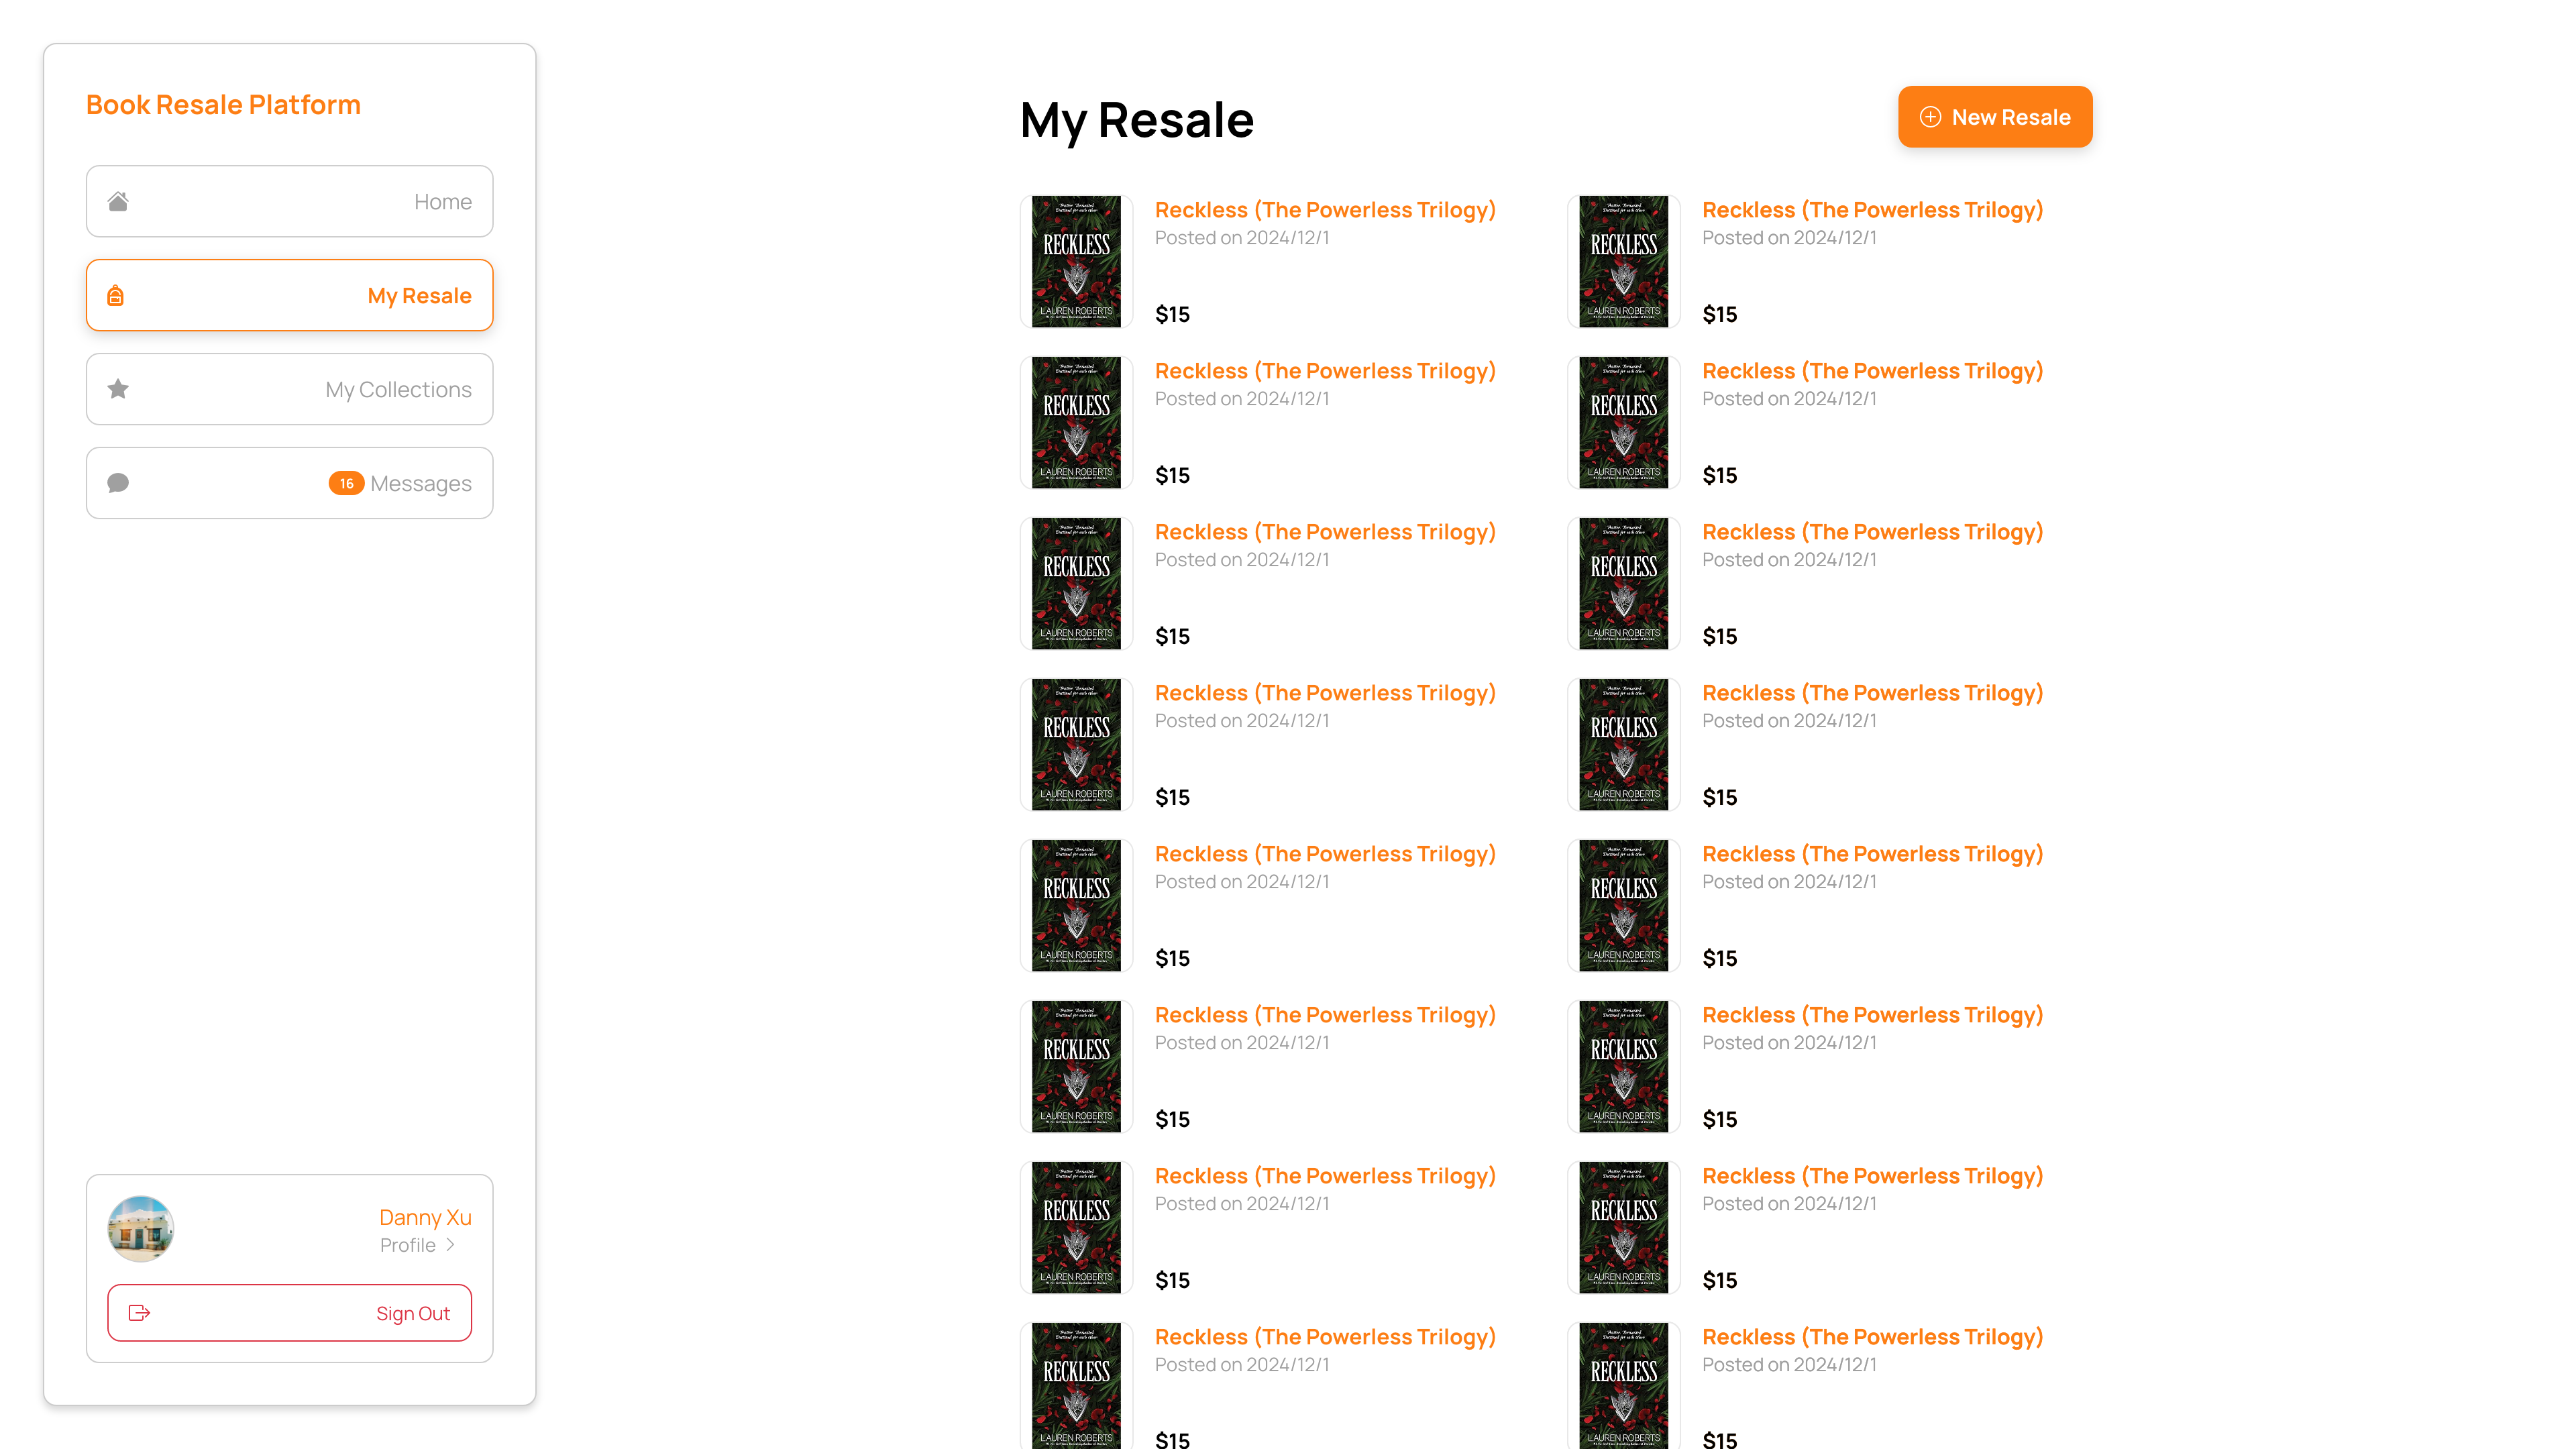 Book Resale Platform
Home
My Resale
My Collections
16 Messages
Danny Xu
Profile
Sign Out
My Resale
New Resale
RECKLESS
LAUREN ROBERTS
Reckless (The Powerless Trilogy)
Posted on 2024/12/1
$15
RECKLESS
LAUREN ROBERTS
Reckless (The Powerless Trilogy)
Posted on 2024/12/1
$15
RECKLESS
LAUREN ROBERTS
Reckless (The Powerless Trilogy)
Posted on 2024/12/1
$15
RECKLESS
LAUREN ROBERTS
Reckless (The Powerless Trilogy)
Posted on 2024/12/1
$15
RECKLESS
LAUREN ROBERTS
Reckless (The Powerless Trilogy)
Posted on 2024/12/1
$15
RECKLESS
LAUREN ROBERTS
Reckless (The Powerless Trilogy)
Posted on 2024/12/1
$15
RECKLESS
LAUREN ROBERTS
Reckless (The Powerless Trilogy)
Posted on 2024/12/1
$15
RECKLESS
LAUREN ROBERTS
Reckless (The Powerless Trilogy)
Posted on 2024/12/1
$15
RECKLESS
LAUREN ROBERTS
Reckless (The Powerless Trilogy)
Posted on 2024/12/1
$15
RECKLESS
LAUREN ROBERTS
Reckless (The Powerless Trilogy)
Posted on 2024/12/1
$15
RECKLESS
LAUREN ROBERTS
Reckless (The Powerless Trilogy)
Posted on 2024/12/1
$15
RECKLESS
LAUREN ROBERTS
Reckless (The Powerless Trilogy)
Posted on 2024/12/1
$15
RECKLESS
LAUREN ROBERTS
Reckless (The Powerless Trilogy)
Posted on 2024/12/1
$15
RECKLESS
LAUREN ROBERTS
Reckless (The Powerless Trilogy)
Posted on 2024/12/1
$15
RECKLESS
LAUREN ROBERTS
Reckless (The Powerless Trilogy)
Posted on 2024/12/1
$15
RECKLESS
LAUREN ROBERTS
Reckless (The Powerless Trilogy)
Posted on 2024/12/1
$15